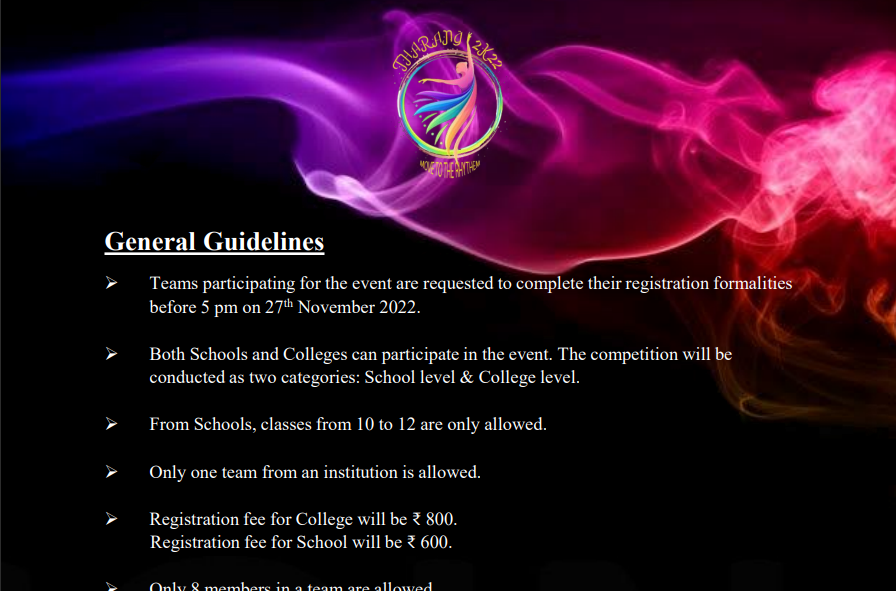 THARANG 2K22
MOVE TO THE RHYTHEM
General Guidelines
➢ Teams participating for the event are requested to complete their registration formalities
before 5 pm on 27th November 2022.
➢ Both Schools and Colleges can participate in the event. The competition will be
conducted as two categories: School level & College level.
➢ From Schools, classes from 10 to 12 are only allowed.
➢ Only one team from an institution is allowed.
➢ Registration fee for College will be ₹ 800.
Registration fee for School will be ₹ 600.
➢ Only 8 members in a team are allowed